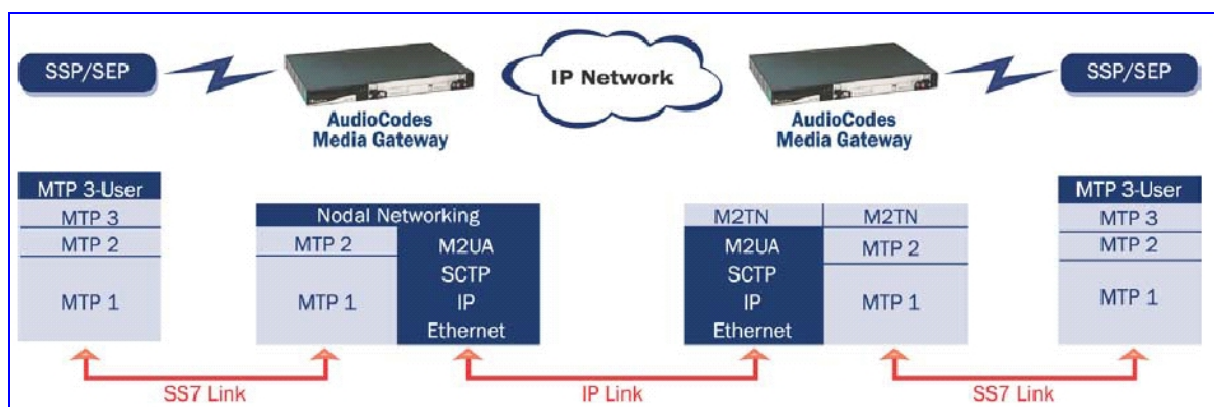 SSP/SEP
AudioCodes
Media Gateway
IP Network
AudioCodes
Media Gateway
SSP/SEP
MTP 3-User
MTP 3
MTP 2
MTP 1
Nodal Networking
MTP 2
MTP 1
M2UA
SCTP
IP
Ethernet
M2TN
M2UA
SCTP
IP
Ethernet
M2TN
MTP 2
MTP 1
MTP 3-User
MTP 3
MTP 2
MTP 1
SS7 Link
IP Link
SS7 Link